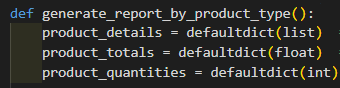 def generate_report_by_product_type():
product_details = defaultdict(list)
product_totals = defaultdict(float)
product_quantities = defaultdict(int)